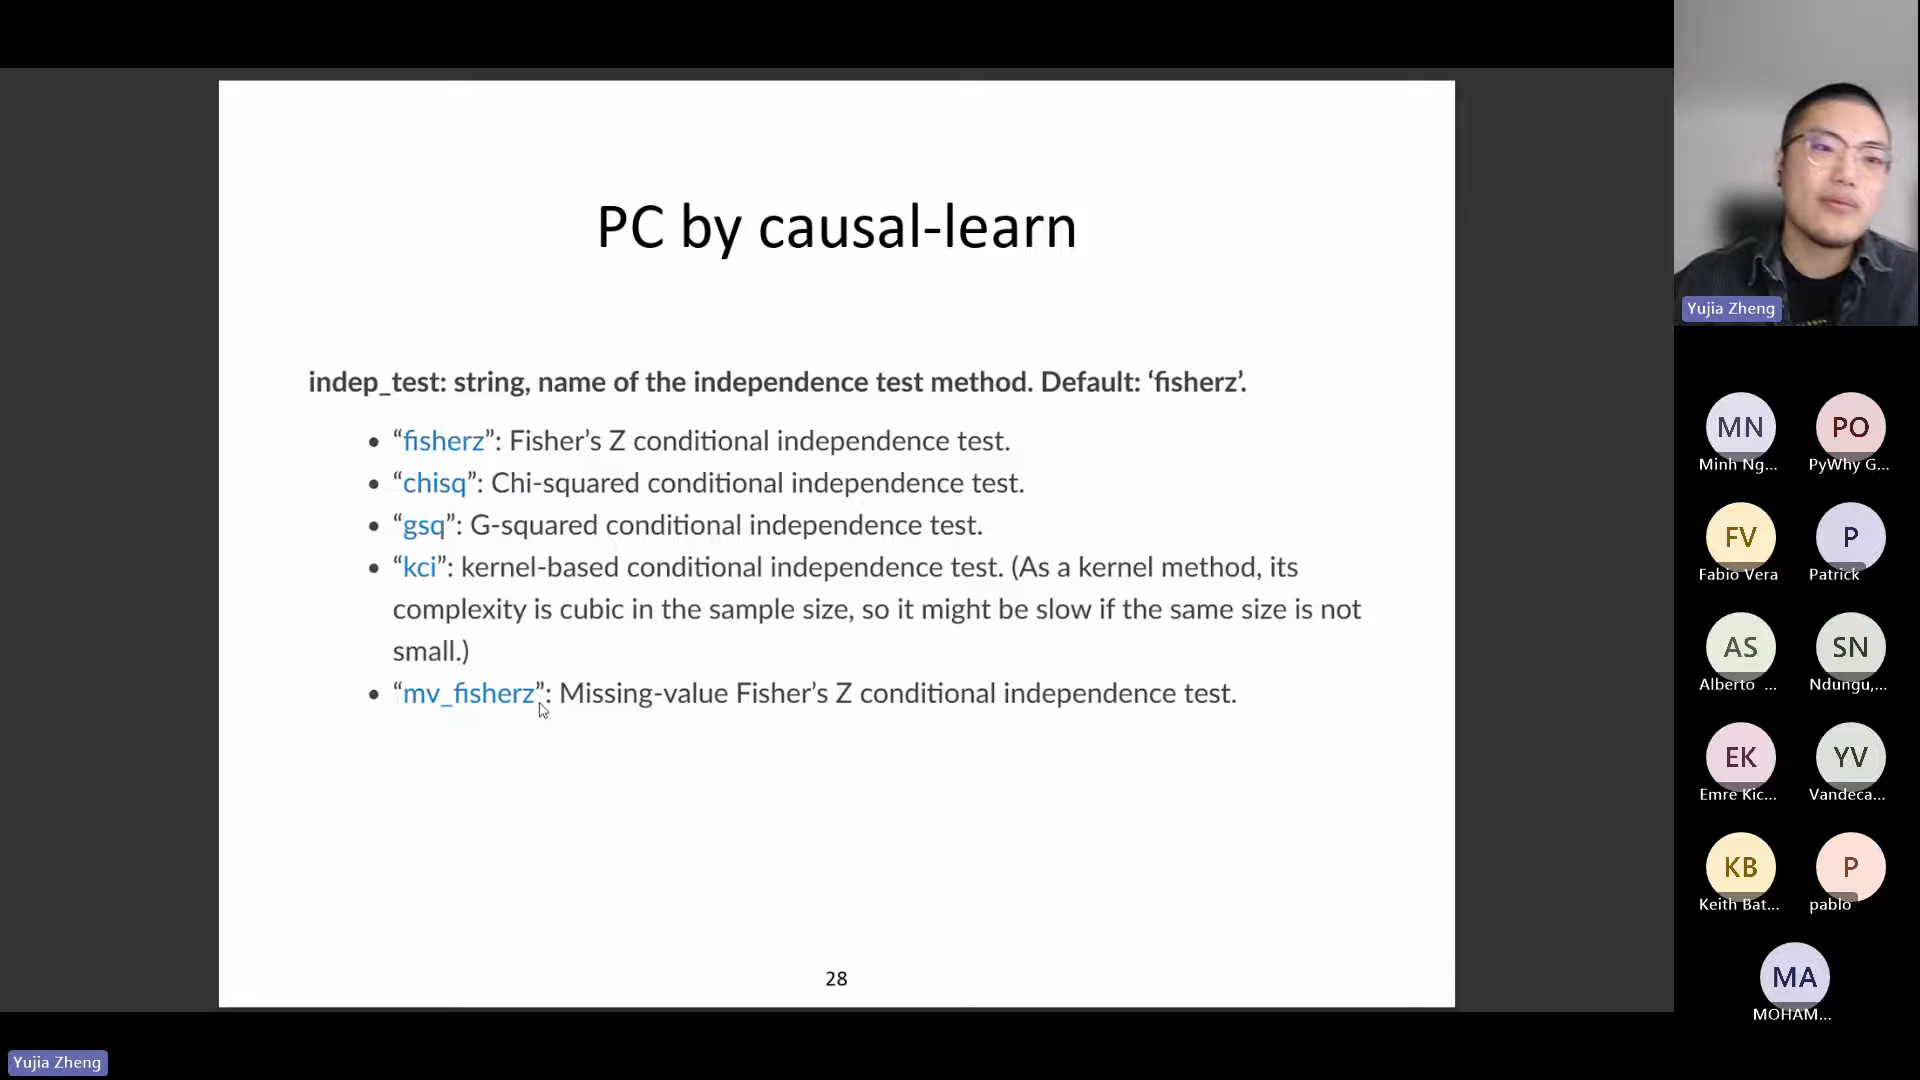 PC by causal-learn
indep_test: string, name of the independence test method. Default: ‘fisherz’.
• “fisherz”: Fisher’s Z conditional independence test.
• “chisq”: Chi-squared conditional independence test.
• “gsq”: G-squared conditional independence test.
• “kci”: kernel-based conditional independence test. (As a kernel method, its
complexity is cubic in the sample size, so it might be slow if the same size is not
small.)
• “mv_fisherz”: Missing-value Fisher’s Z conditional independence test.
28
Yujia Zheng
MN
Minh Ng...
PO
PyWhy G...
FV
Fabio Vera
P
Patrick
AS
Alberto ...
SN
Ndungu,...
EK
Emre Kic...
YV
Vandeca...
KB
Keith Bat...
P
pablo
MA
MOHAM...
Yujia Zheng